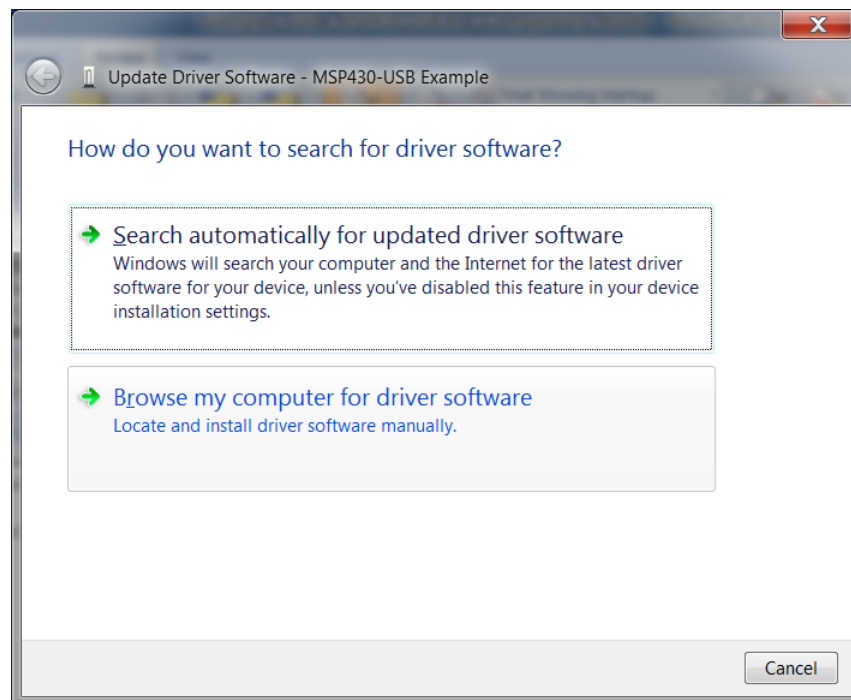 Update Driver Software - MSP430-USB Example
How do you want to search for driver software?
Search automatically for updated driver software
Windows will search your computer and the Internet for the latest driver
software for your device, unless you've disabled this feature in your device
installation settings.
Browse my computer for driver software
Locate and install driver software manually.
Cancel